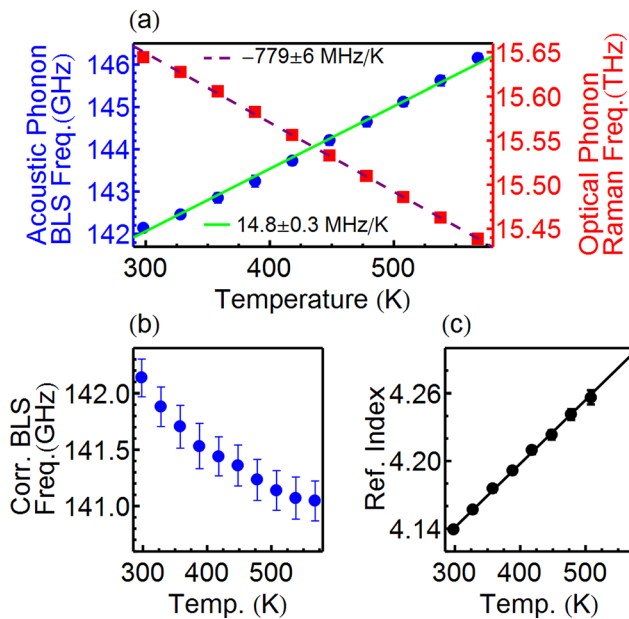 (a)
−779±6 MHz/K
14.8±0.3 MHz/K
Acoustic Phonon
BLS Freq.(GHz)
146
145
144
143
142
15.65
15.60
15.55
15.50
15.45
Optical Phonon
Raman Freq.(THz)
300
400
500
Temperature (K)
(b)
Corr. BLS
Freq.(GHz)
142.0
141.5
141.0
300
400
500
Temp. (K)
(c)
Ref. Index
4.26
4.20
4.14
300
400
500
Temp. (K)